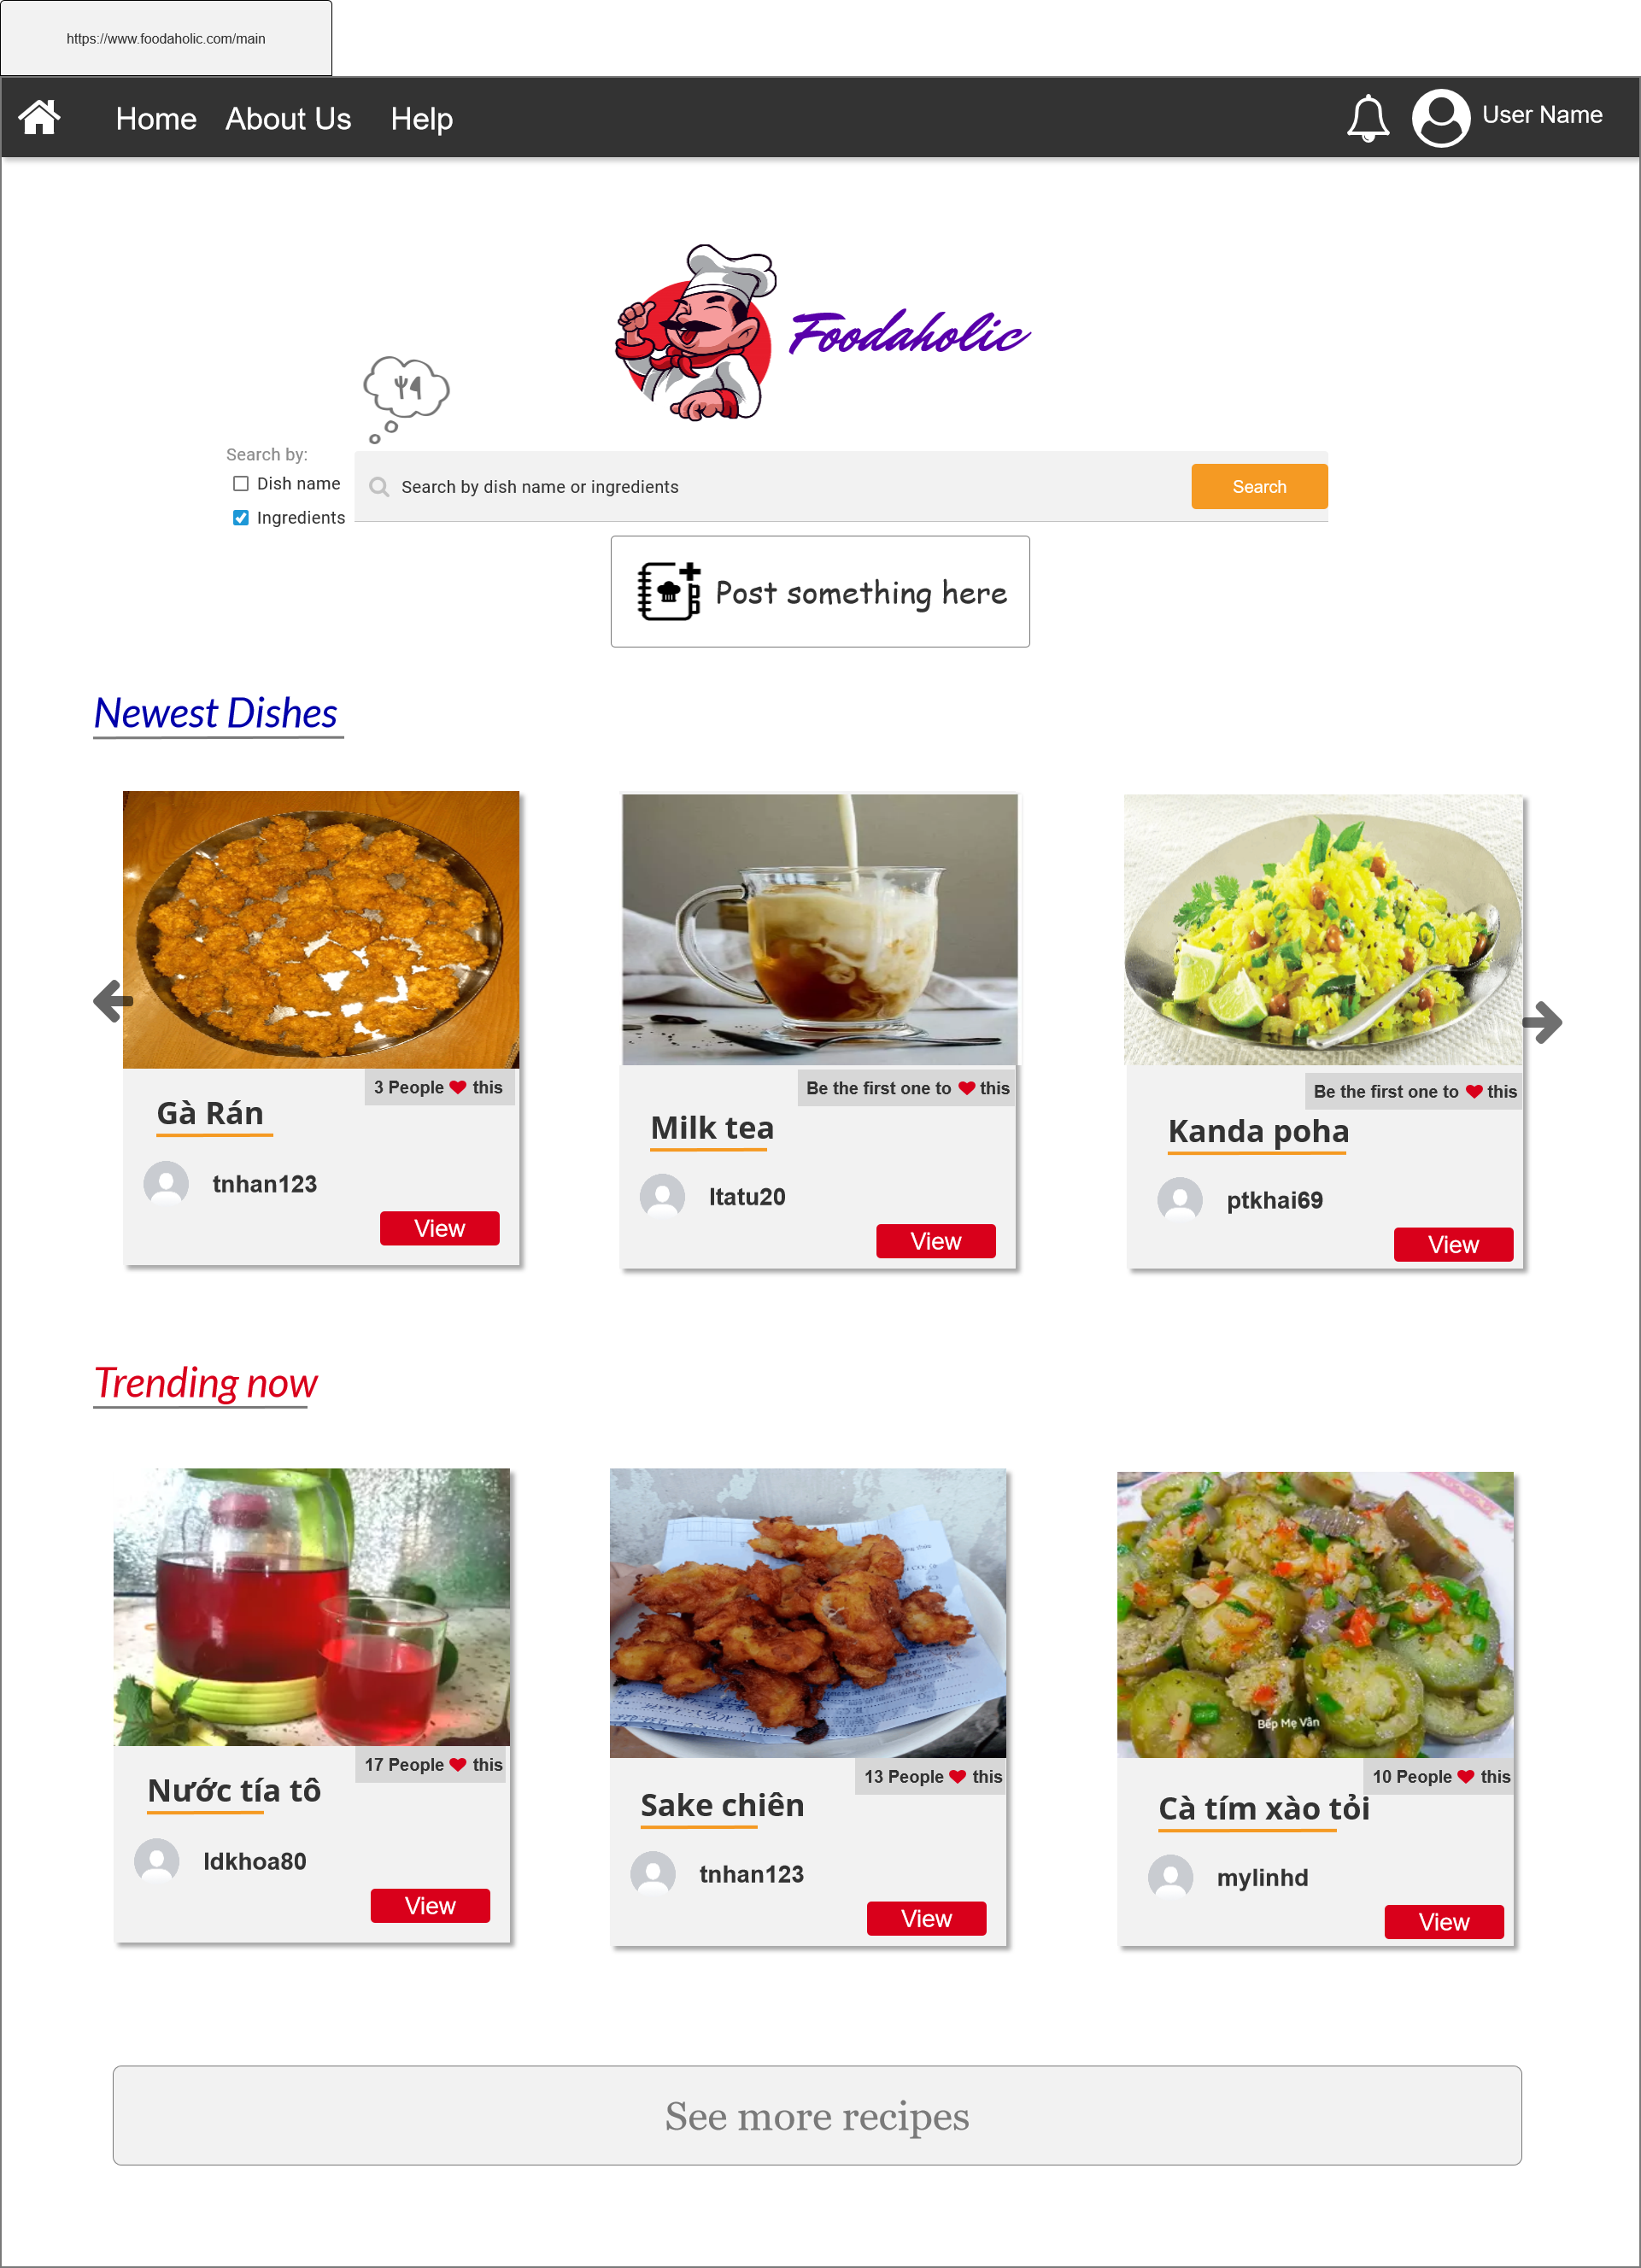 https://www.foodaholic.com/main
Home About Us Help User Name
Foodaholic
Search by:
Dish name
Ingredients
Search by dish name or ingredients
Search
Post something here
Newest Dishes
3 People this
Gà Rán
tnhan123
View
Be the first one to this
Milk tea
ltatu20
View
Be the first one to this
Kanda poha
ptkhai69
View
Trending now
17 People this
Nước tía tô
ldkhoa80
View
13 People this
Sake chiên
tnhan123
View
Bếp Mẹ Vân
10 People this
Cà tím xào tỏi
mylinhd
View
See more recipes